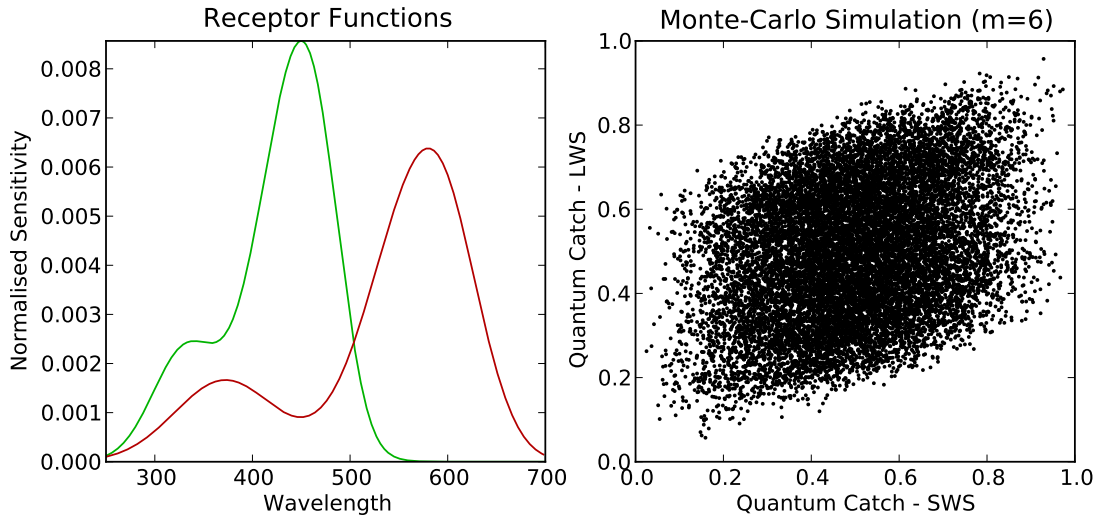 Receptor Functions
Normalised Sensitivity
0.008
0.007
0.006
0.005
0.004
0.003
0.002
0.001
0.000
300 400 500 600 700
Wavelength
Monte-Carlo Simulation (m=6)
Quantum Catch - LWS
1.0
0.8
0.6
0.4
0.2
0.0
0.0 0.2 0.4 0.6 0.8 1.0
Quantum Catch - SWS